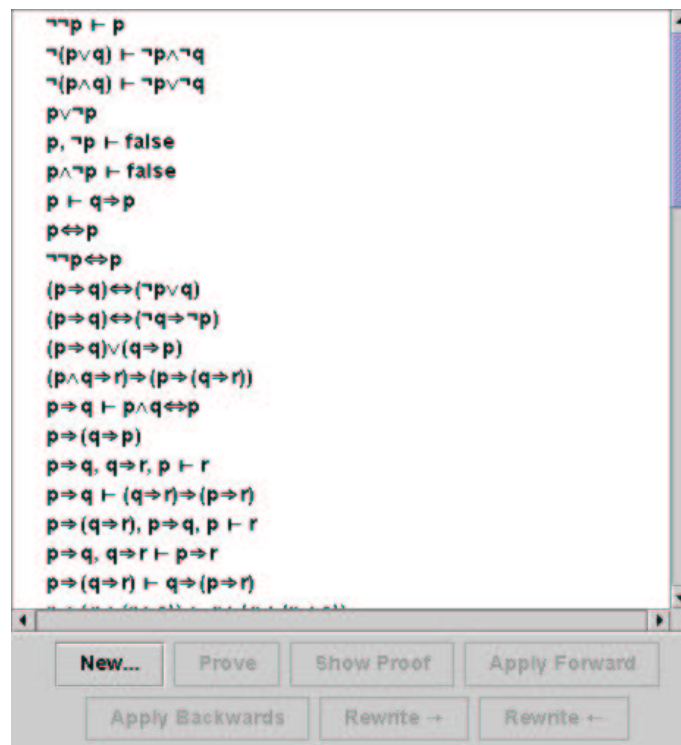 ¬¬p ⊢ p
¬(p∨q) ⊢ ¬p∧¬q
¬(p∧q) ⊢ ¬p∨¬q
p∨¬p
p, ¬p ⊢ false
p∧¬p ⊢ false
p ⊢ q⇒p
p⇔p
¬¬p⇔p
(p⇒q)⇔(¬p∨q)
(p⇒q)⇔(¬q⇒¬p)
(p⇒q)∨(q⇒p)
(p∧q⇒r)⇒(p⇒(q⇒r))
p⇒q ⊢ p∧q⇔p
p⇒(q⇒p)
p⇒q, q⇒r, p ⊢ r
p⇒q ⊢ (q⇒r)⇒(p⇒r)
p⇒(q⇒r), p⇒q, p ⊢ r
p⇒q, q⇒r ⊢ p⇒r
p⇒(q⇒r) ⊢ q⇒(p⇒r)
New... Prove Show Proof Apply Forward
Apply Backwards Rewrite → Rewrite ←